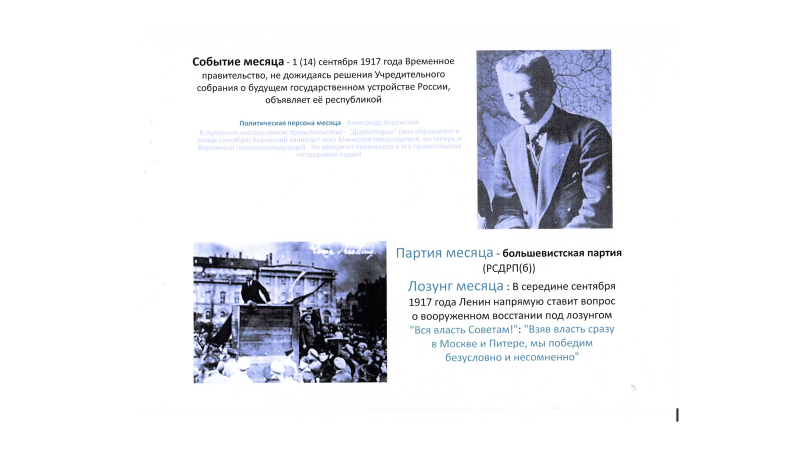 Событие месяца - 1 (14) сентября 1917 года Временное
правительство, не дожидаясь решения Учредительного
собрания о будущем государственном устройстве России,
объявляет её республикой
Политическая персона месяца - Александр Керенский
В третьем коалиционном правительстве - "Директории" (оно образовано в
конце сентября) Керенский занимает пост Министра-председателя, он теперь и
Верховный главнокомандующий. Но авторитет Керенского и его правительства
непрерывно падает
Партия месяца - большевистская партия
(РСДРП(б))
Лозунг месяца : В середине сентября
1917 года Ленин напрямую ставит вопрос
о вооруженном восстании под лозунгом
"Вся власть Советам!": "Взяв власть сразу
в Москве и Питере, мы победим
безусловно и несомненно"